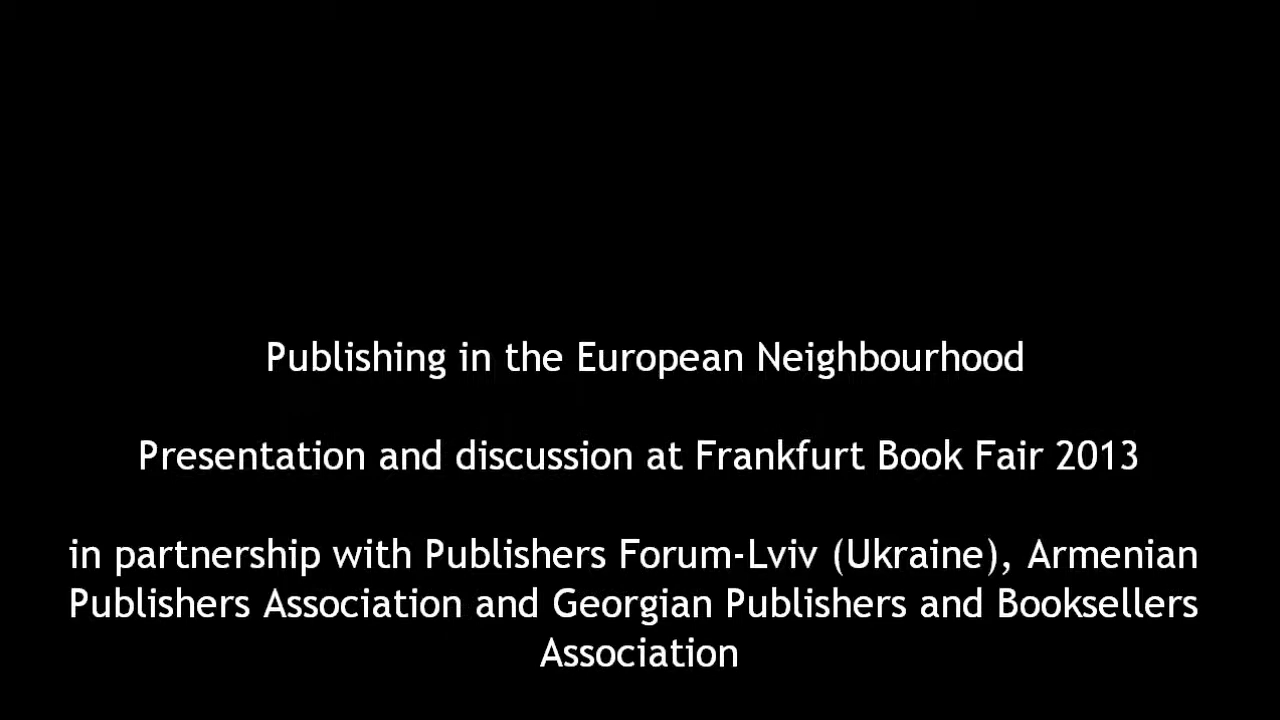 Publishing in the European Neighbourhood
Presentation and discussion at Frankfurt Book Fair 2013
in partnership with Publishers Forum-Lviv (Ukraine), Armenian
Publishers Association and Georgian Publishers and Booksellers
Association